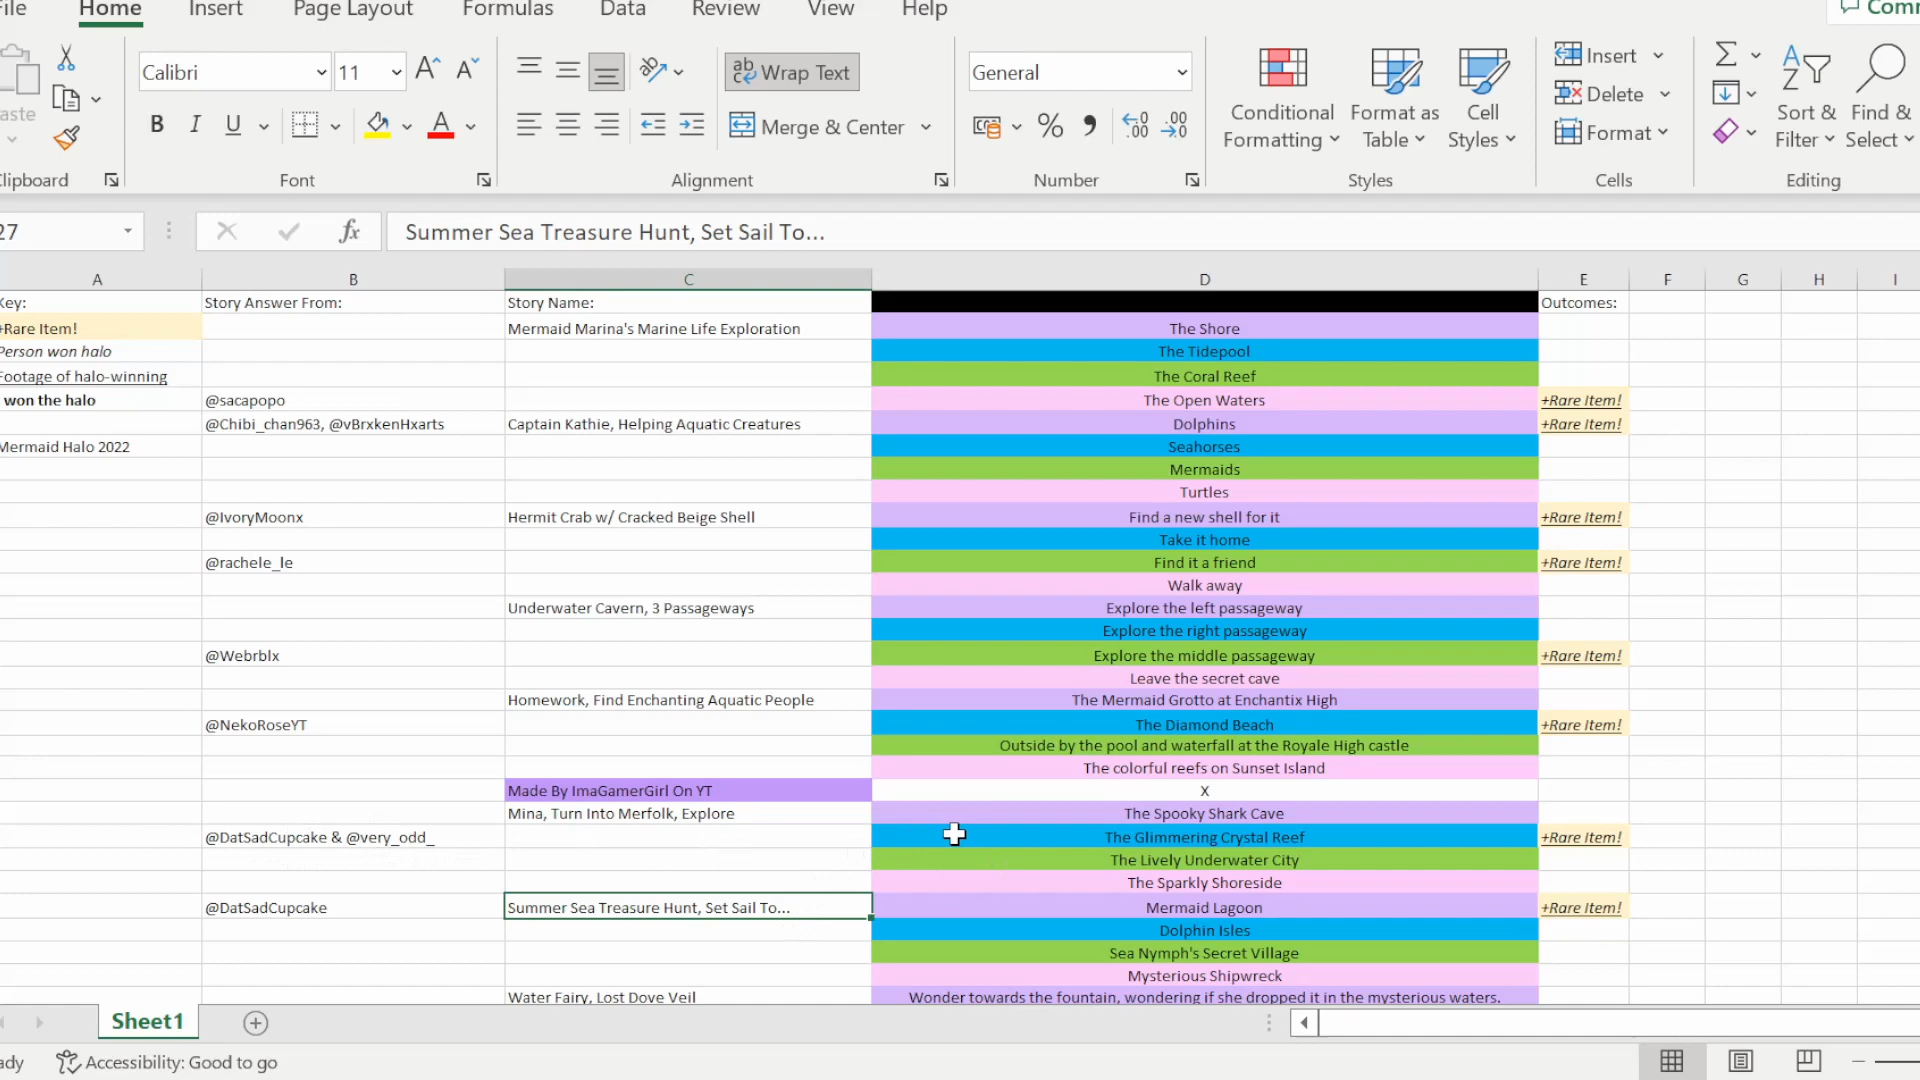 File Home Insert Page Layout Formulas Data Review View Help Comm
Calibri 11 Wrap Text General Insert
Paste B I U A Merge & Center % Conditional Formatting Format as Table Cell Styles Delete Format Sort & Filter Find & Select
Clipboard Font Alignment Number Styles Cells Editing
27 fx Summer Sea Treasure Hunt, Set Sail To...
A B C D E F G H I
Key: Story Answer From: Story Name: Outcomes:
+Rare Item! Mermaid Marina's Marine Life Exploration The Shore
Person won halo The Tidepool
Footage of halo-winning The Coral Reef
won the halo @sacapopo The Open Waters +Rare Item!
@Chibi_chan963, @vBrxkenHxarts Captain Kathie, Helping Aquatic Creatures Dolphins +Rare Item!
Mermaid Halo 2022 Seahorses
Mermaids
Turtles
@IvoryMoonx Hermit Crab w/ Cracked Beige Shell Find a new shell for it +Rare Item!
Take it home
@rachele_le Find it a friend +Rare Item!
Walk away
Underwater Cavern, 3 Passageways Explore the left passageway
Explore the right passageway
@Webrblx Explore the middle passageway +Rare Item!
Leave the secret cave
Homework, Find Enchanting Aquatic People The Mermaid Grotto at Enchantix High
@NekoRoseYT The Diamond Beach +Rare Item!
Outside by the pool and waterfall at the Royale High castle
The colorful reefs on Sunset Island
Made By ImaGamerGirl On YT X
Mina, Turn Into Merfolk, Explore The Spooky Shark Cave
@DatSadCupcake & @very_odd_ The Glimmering Crystal Reef +Rare Item!
The Lively Underwater City
The Sparkly Shoreside
@DatSadCupcake Summer Sea Treasure Hunt, Set Sail To... Mermaid Lagoon +Rare Item!
Dolphin Isles
Sea Nymph's Secret Village
Mysterious Shipwreck
Water Fairy, Lost Dove Veil Wonder towards the fountain, wondering if she dropped it in the mysterious waters.
Sheet1
ady Accessibility: Good to go